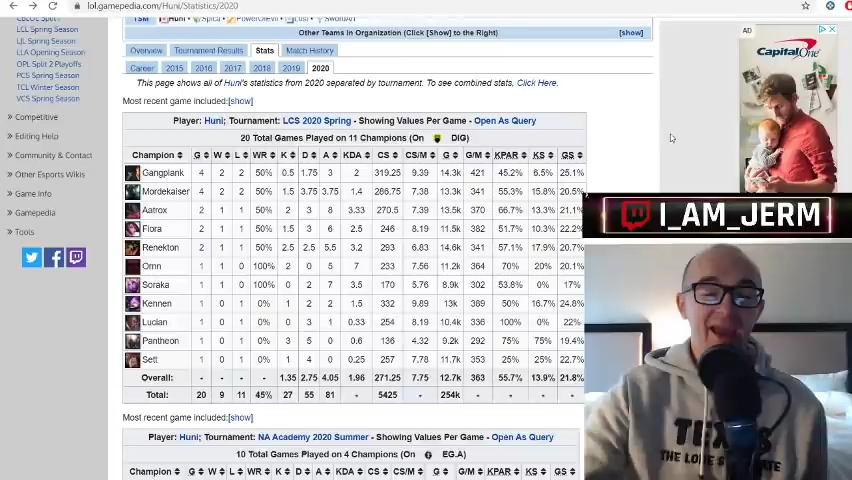 lol.gamepedia.com/Huni/Statistics/2020
CBLOL Split 1
LCL Spring Season
LJL Spring Season
LLA Opening Season
OPL Split 2 Playoffs
PCS Spring Season
TCL Winter Season
VCS Spring Season
» Competitive
» Editing Help
» Community & Contact
» Other Esports Wikis
» Game Info
» Gamepedia
» Tools
TSM Huni Spica PowerOfEvil Lost SwordArt
Other Teams in Organization (Click [Show] to the Right) [show]
Overview Tournament Results Stats Match History
Career 2015 2016 2017 2018 2019 2020
This page shows all of Huni's statistics from 2020 separated by tournament. To see combined stats, Click Here.
Most recent game included:[show]
Player: Huni; Tournament: LCS 2020 Spring - Showing Values Per Game - Open As Query
20 Total Games Played on 11 Champions (On DIG)
Champion G W L WR K D A KDA CS CS/M G G/M KPAR KS GS
Gangplank 4 2 2 50% 0.5 1.75 3 2 319.25 9.39 14.3k 421 45.2% 6.5% 25.1%
Mordekaiser 4 2 2 50% 1.5 3.75 3.75 1.4 286.75 7.38 13.3k 341 55.3% 15.8% 20.5%
Aatrox 2 1 1 50% 2 3 8 3.33 270.5 7.39 13.5k 370 66.7% 13.3% 21.1%
Fiora 2 1 1 50% 1.5 3 6 2.5 246 8.19 11.5k 382 51.7% 10.3% 22.2%
Renekton 2 1 1 50% 2.5 2.5 5.5 3.2 293 6.83 14.6k 341 57.1% 17.9% 20.7%
Ornn 1 1 0 100% 2 0 5 7 233 7.56 11.2k 364 70% 20% 20.1%
Soraka 1 1 0 100% 0 2 7 3.5 170 5.76 8.9k 302 53.8% 0% 17%
Kennen 1 0 1 0% 1 2 2 1.5 332 9.89 13k 389 50% 16.7% 24.8%
Lucian 1 0 1 0% 0 3 1 0.33 254 8.19 10.4k 336 100% 0% 22%
Pantheon 1 0 1 0% 3 5 0 0.6 136 4.32 9.2k 292 75% 75% 19.4%
Sett 1 0 1 0% 1 4 0 0.25 257 7.78 11.7k 353 25% 25% 22.7%
Overall: - - - - 1.35 2.75 4.05 1.96 271.25 7.75 12.7k 363 55.7% 13.9% 21.8%
Total: 20 9 11 45% 27 55 81 - 5425 - 254k - - - -
Most recent game included:[show]
Player: Huni; Tournament: NA Academy 2020 Summer - Showing Values Per Game - Open As Query
10 Total Games Played on 4 Champions (On EG.A)
Champion G W L WR K D A KDA CS CS/M G G/M KPAR KS GS
AD
Capital One
I_AM_JERM
TEXAS
THE LONE STATE